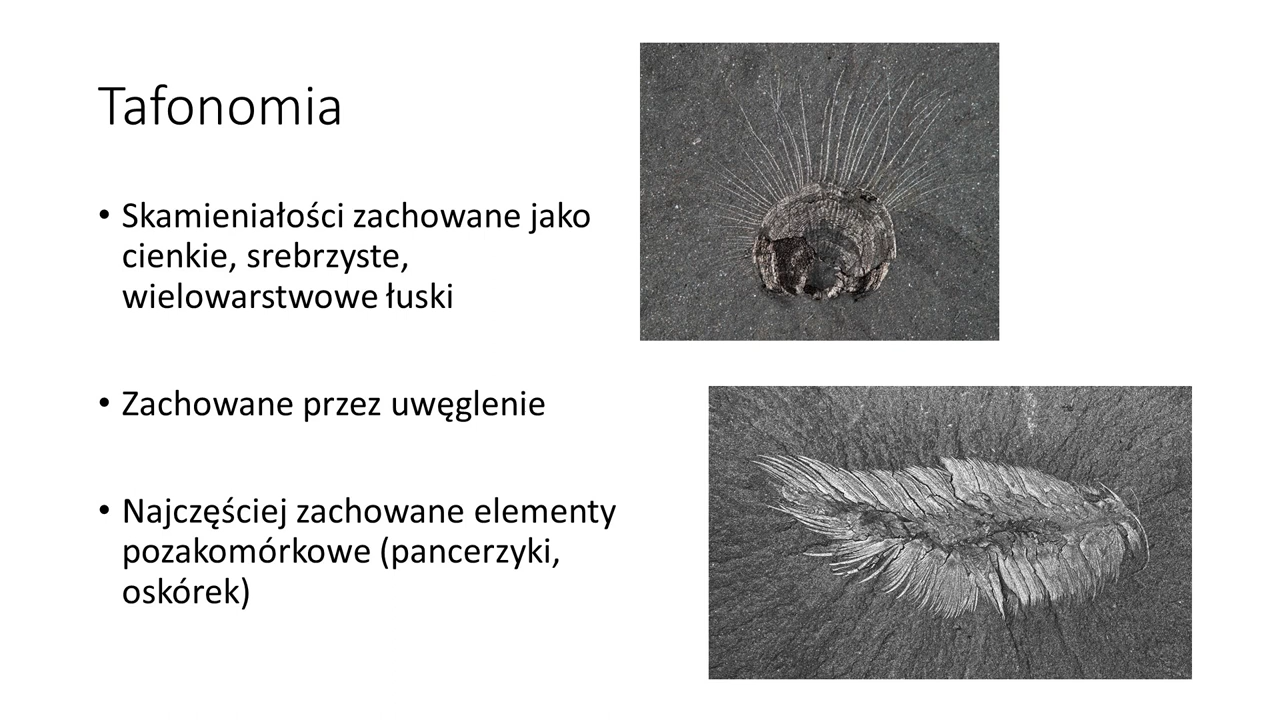 Tafonomia
• Skamieniałości zachowane jako
cienkie, srebrzyste,
wielowarstwowe łuski
• Zachowane przez uwęglenie
• Najczęściej zachowane elementy
pozakomórkowe (pancerzyki,
oskórek)